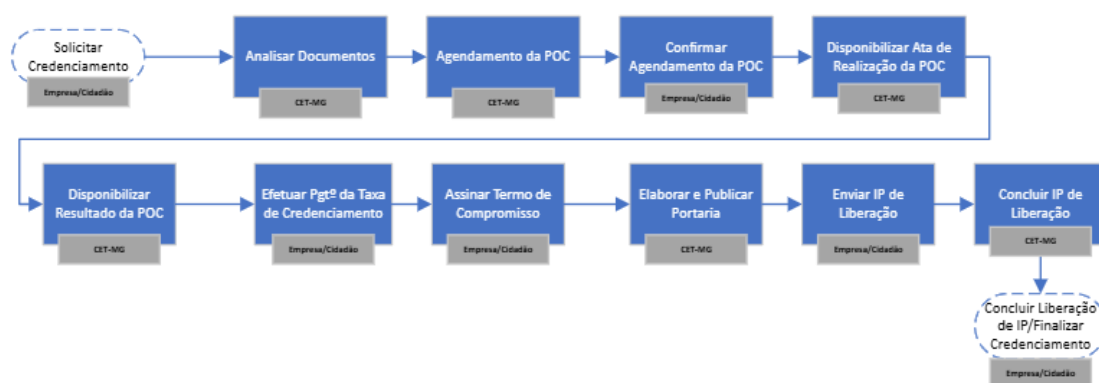 Solicitar
Credenciamento
Empresa/Cidadão
Analisar Documentos
CET-MG
Agendamento da POC
CET-MG
Confirmar
Agendamento da POC
Empresa/Cidadão
Disponibilizar Ata de
Realização da POC
CET-MG
Disponibilizar
Resultado da POC
CET-MG
Efetuar Pgtº da Taxa
de Credenciamento
Empresa/Cidadão
Assinar Termo de
Compromisso
Empresa/Cidadão
Elaborar e Publicar
Portaria
CET-MG
Enviar IP de
Liberação
Empresa/Cidadão
Concluir IP de
Liberação
CET-MG
Concluir Liberação
de IP/Finalizar
Credenciamento
Empresa/Cidadão